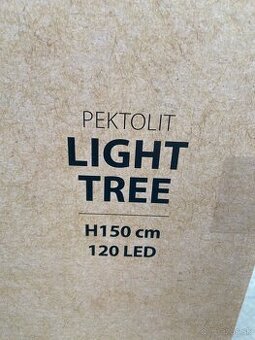 PEKTOLIT
LIGHT
TREE
H150 cm
120 LED